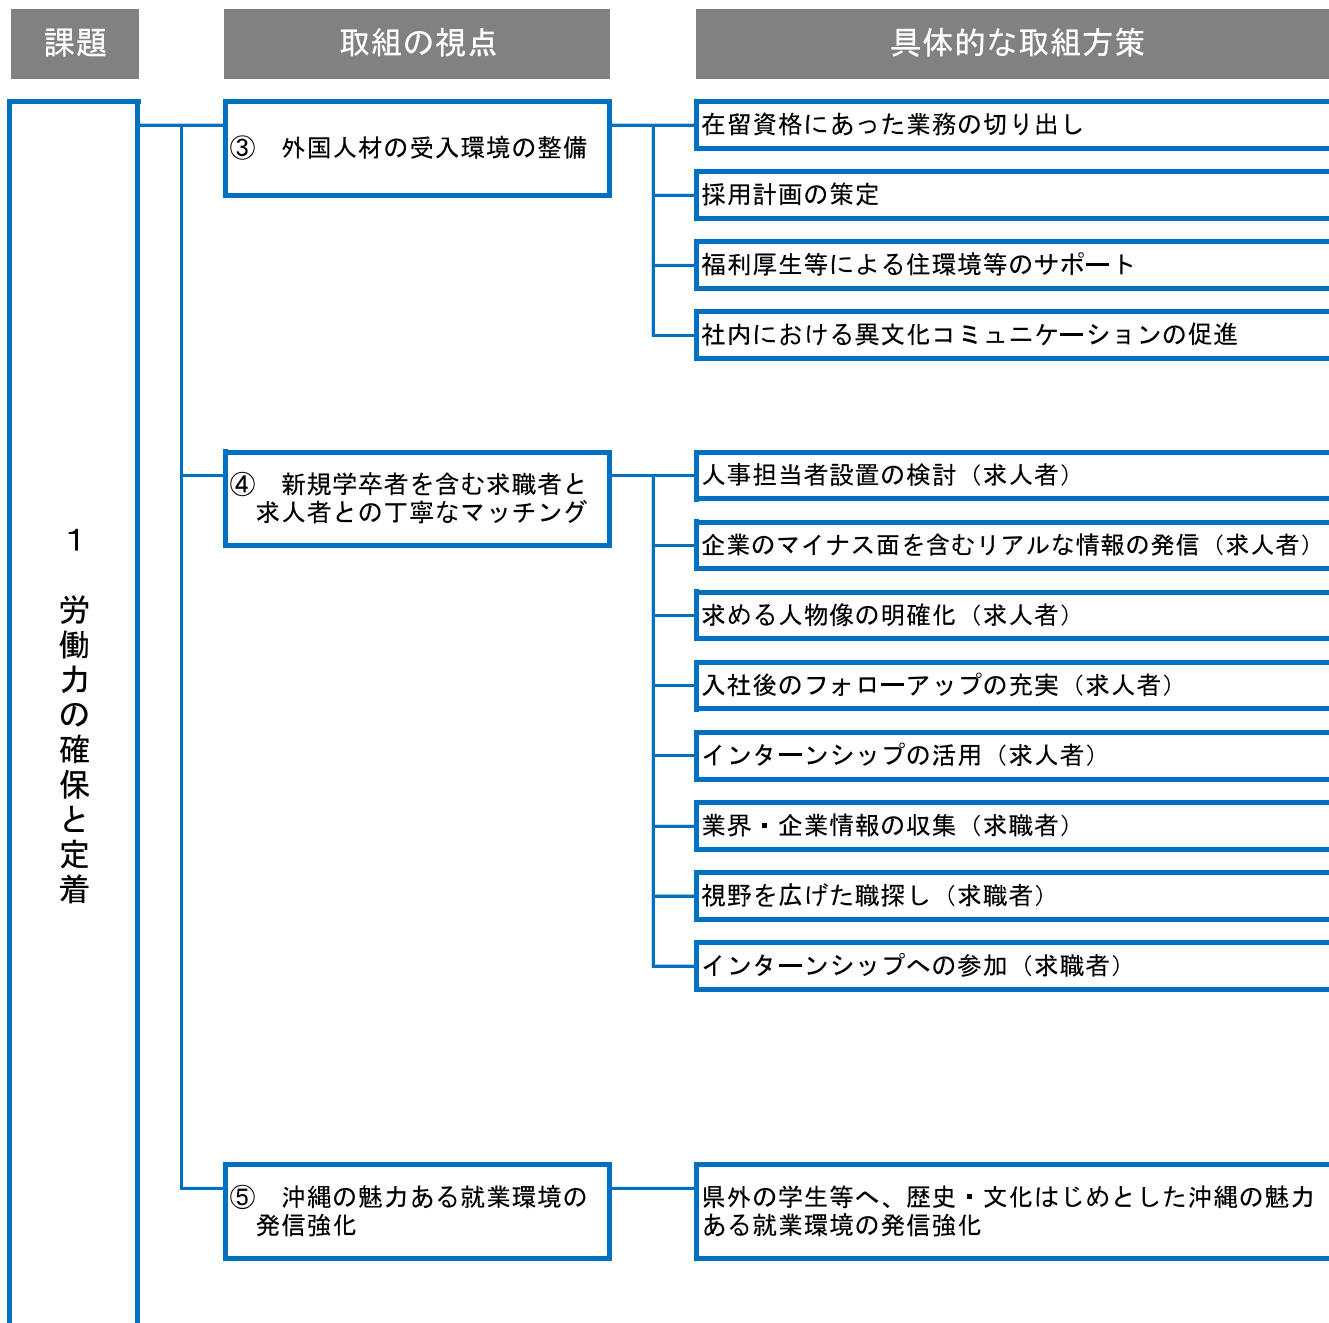 課題
取組の視点
具体的な取組方策
1 労働力の確保と定着
③ 外国人材の受入環境の整備
在留資格にあった業務の切り出し
採用計画の策定
福利厚生等による住環境等のサポート
社内における異文化コミュニケーションの促進
④ 新規学卒者を含む求職者と
求人者との丁寧なマッチング
人事担当者設置の検討（求人者）
企業のマイナス面を含むリアルな情報の発信（求人者）
求める人物像の明確化（求人者）
入社後のフォローアップの充実（求人者）
インターンシップの活用（求人者）
業界・企業情報の収集（求職者）
視野を広げた職探し（求職者）
インターンシップへの参加（求職者）
⑤ 沖縄の魅力ある就業環境の
発信強化
県外の学生等へ、歴史・文化はじめとした沖縄の魅力
ある就業環境の発信強化